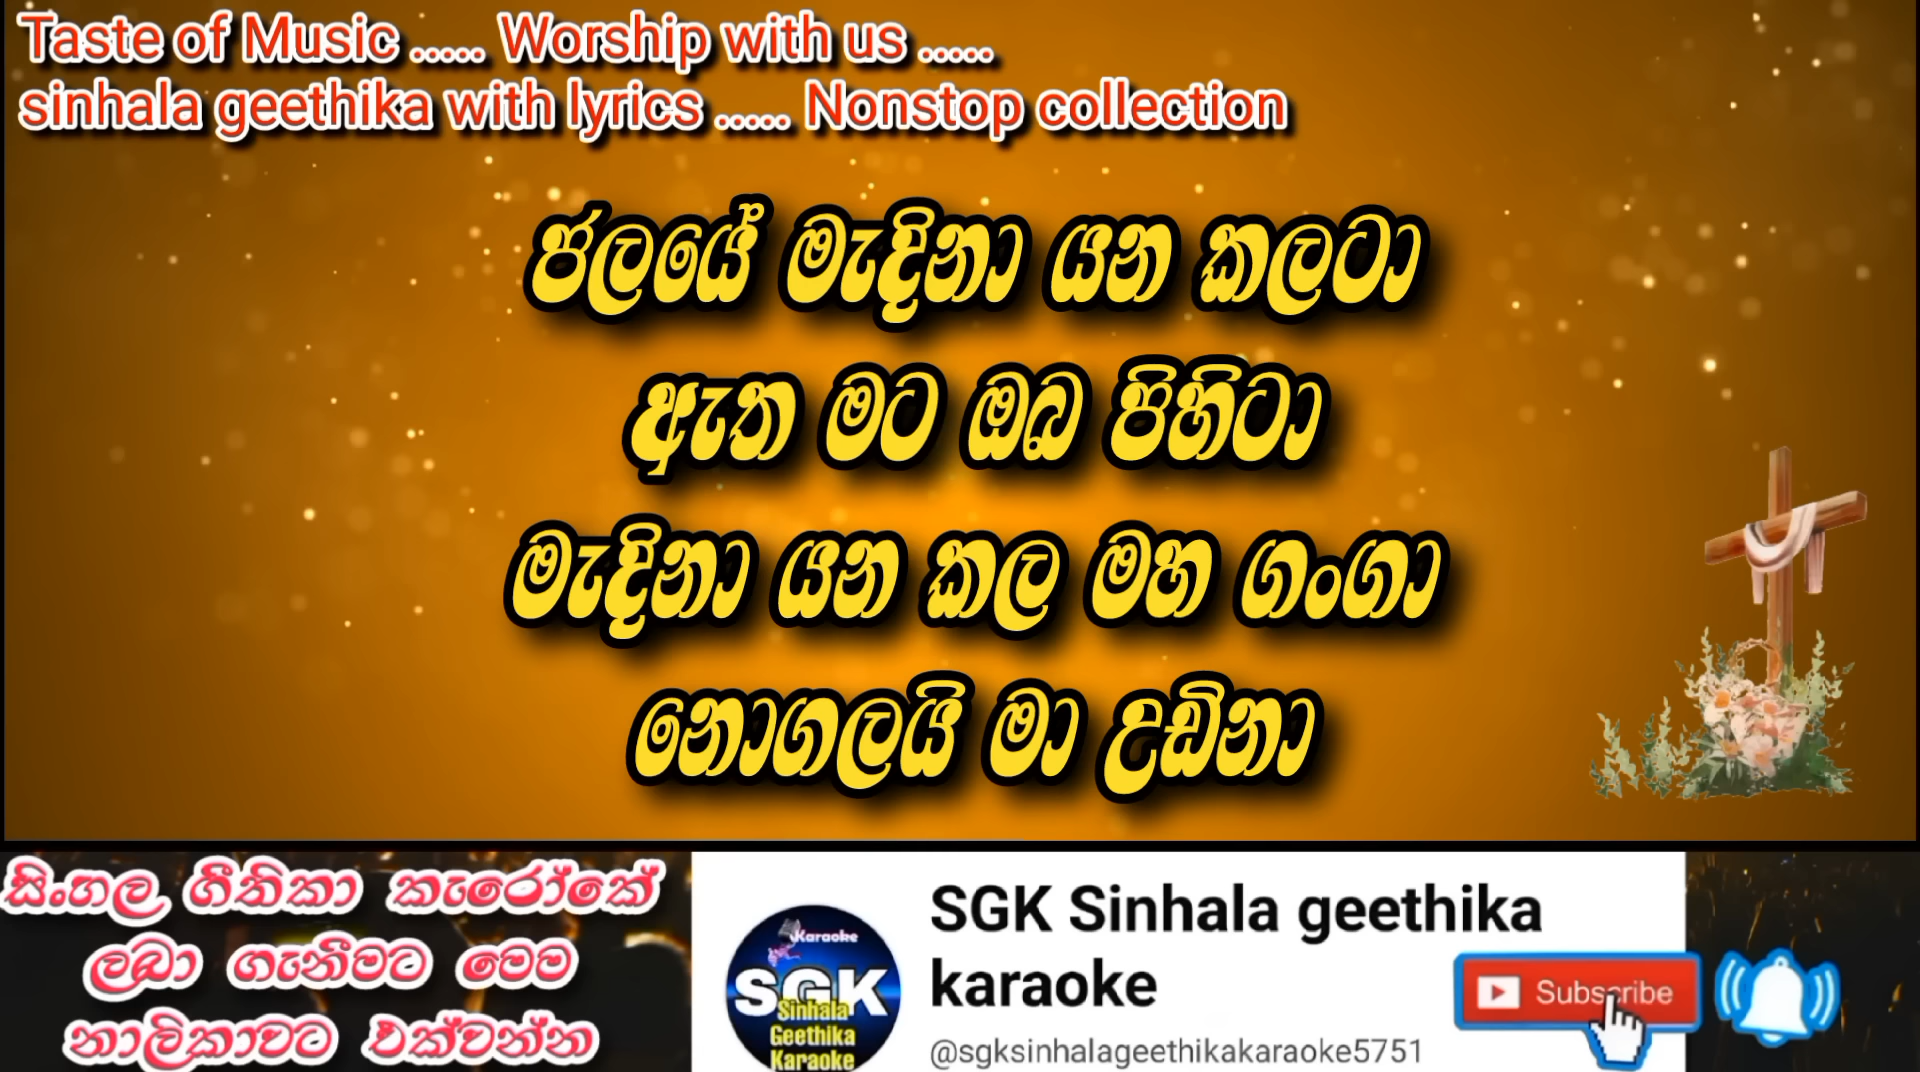 Taste of Music ..... Worship with us .....
sinhala geethika with lyrics ..... Nonstop collection
ජලයේ මැදිනා යන කලටා
ඇත මට ඔබ පිහිටා
මැදිනා යන කල මහ ගංගා
නොගලයි මා උඩිනා
සිංහල ගීතිකා කැරෝකේ
ලබා ගැනීමට මෙම
නාලිකාවට එක්වන්න
Karaoke
SGK
Sinhala
Geethika
Karaoke
SGK Sinhala geethika
karaoke
@sgksinhalageethikakaraoke5751
Subscribe